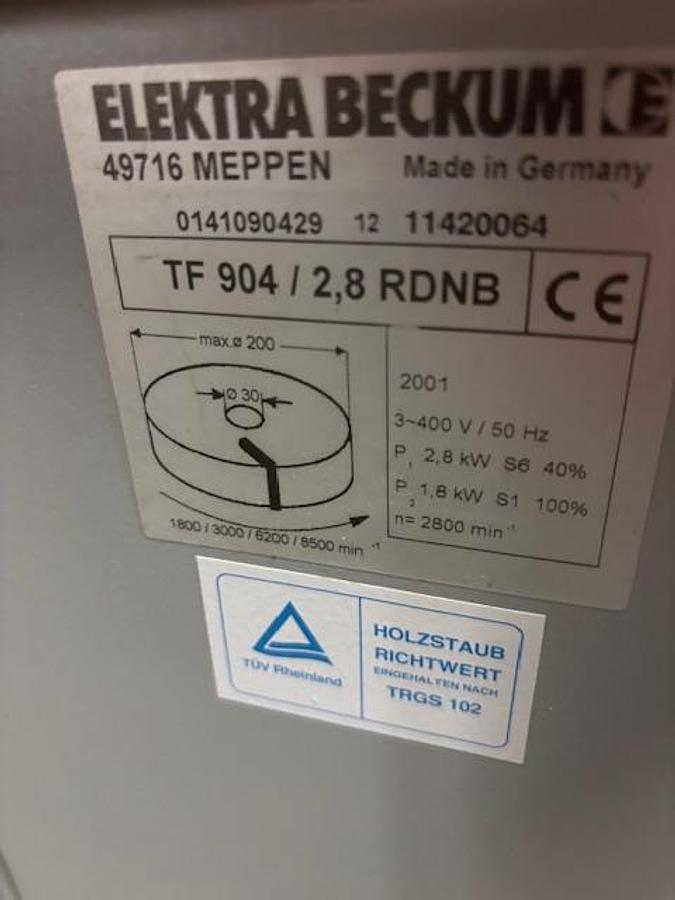 ELEKTRA BECKUM E
49716 MEPPEN Made in Germany
0141090429 12 11420064
TF 904 / 2,8 RDNB CE
max.ø 200
Ø 30
1800 / 3000 / 6200 / 8500 min -1
2001
3~400 V / 50 Hz
P1 2,8 kW S6 40%
P2 1,8 kW S1 100%
n= 2800 min -1
TÜV Rheinland
HOLZSTAUB
RICHTWERT
EINGEHALTEN NACH
TRGS 102